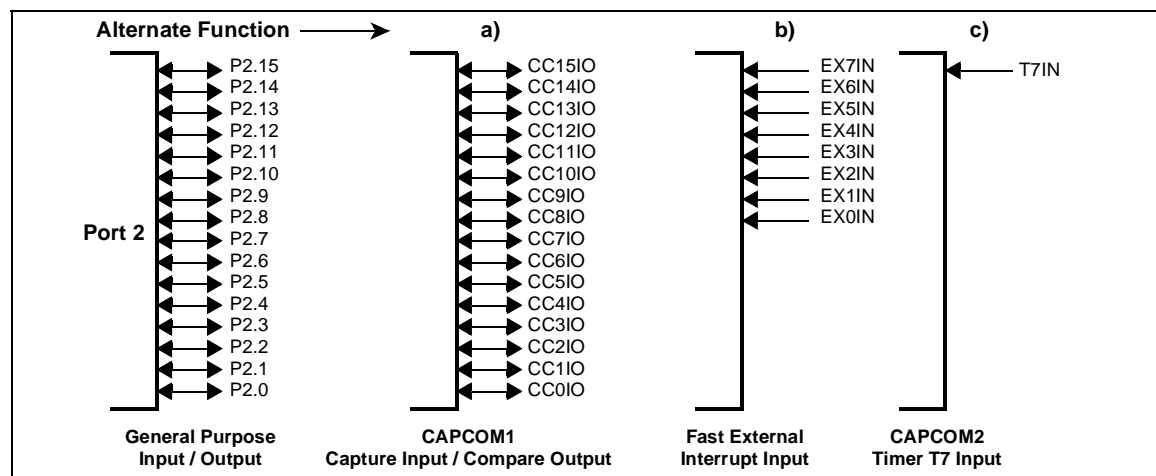 Alternate Function a) b) c)
P2.15 CC15IO EX7IN T7IN
P2.14 CC14IO EX6IN
P2.13 CC13IO EX5IN
P2.12 CC12IO EX4IN
P2.11 CC11IO EX3IN
P2.10 CC10IO EX2IN
P2.9 CC9IO EX1IN
P2.8 CC8IO EX0IN
Port 2 P2.7 CC7IO
P2.6 CC6IO
P2.5 CC5IO
P2.4 CC4IO
P2.3 CC3IO
P2.2 CC2IO
P2.1 CC1IO
P2.0 CC0IO
General Purpose CAPCOM1 Fast External CAPCOM2
Input / Output Capture Input / Compare Output Interrupt Input Timer T7 Input